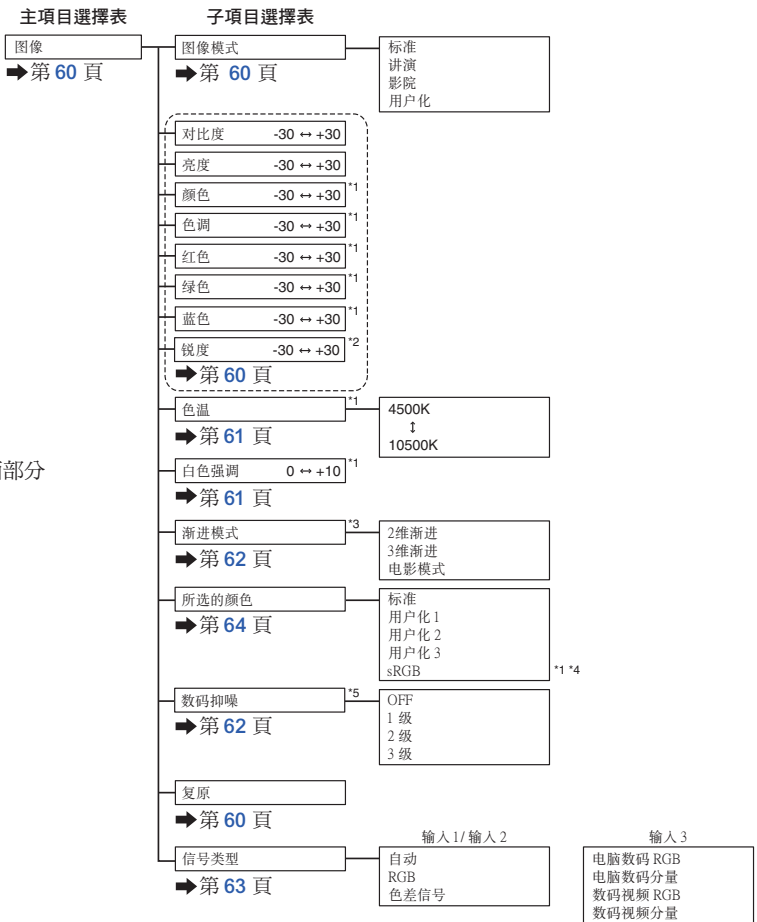 主項目選擇表
子項目選擇表
图像
➡第 60 頁
图像模式
➡第 60 頁
标准
讲演
影院
用户化
对比度 -30 ↔ +30
亮度 -30 ↔ +30
颜色 -30 ↔ +30 *1
色调 -30 ↔ +30 *1
红色 -30 ↔ +30 *1
绿色 -30 ↔ +30 *1
蓝色 -30 ↔ +30 *1
锐度 -30 ↔ +30 *2
➡第 60 頁
色温 *1
➡第 61 頁
4500K
↕
10500K
部分
白色强调 0 ↔ +10 *1
➡第 61 頁
渐进模式 *3
➡第 62 頁
2维渐进
3维渐进
电影模式
所选的颜色
➡第 64 頁
标准
用户化 1
用户化 2
用户化 3
sRGB *1 *4
数码抑噪 *5
➡第 62 頁
OFF
1 级
2 级
3 级
复原
➡第 60 頁
信号类型
➡第 63 頁
输入 1/ 输入 2
自动
RGB
色差信号
输入 3
电脑数码 RGB
电脑数码分量
数码视频 RGB
数码视频分量